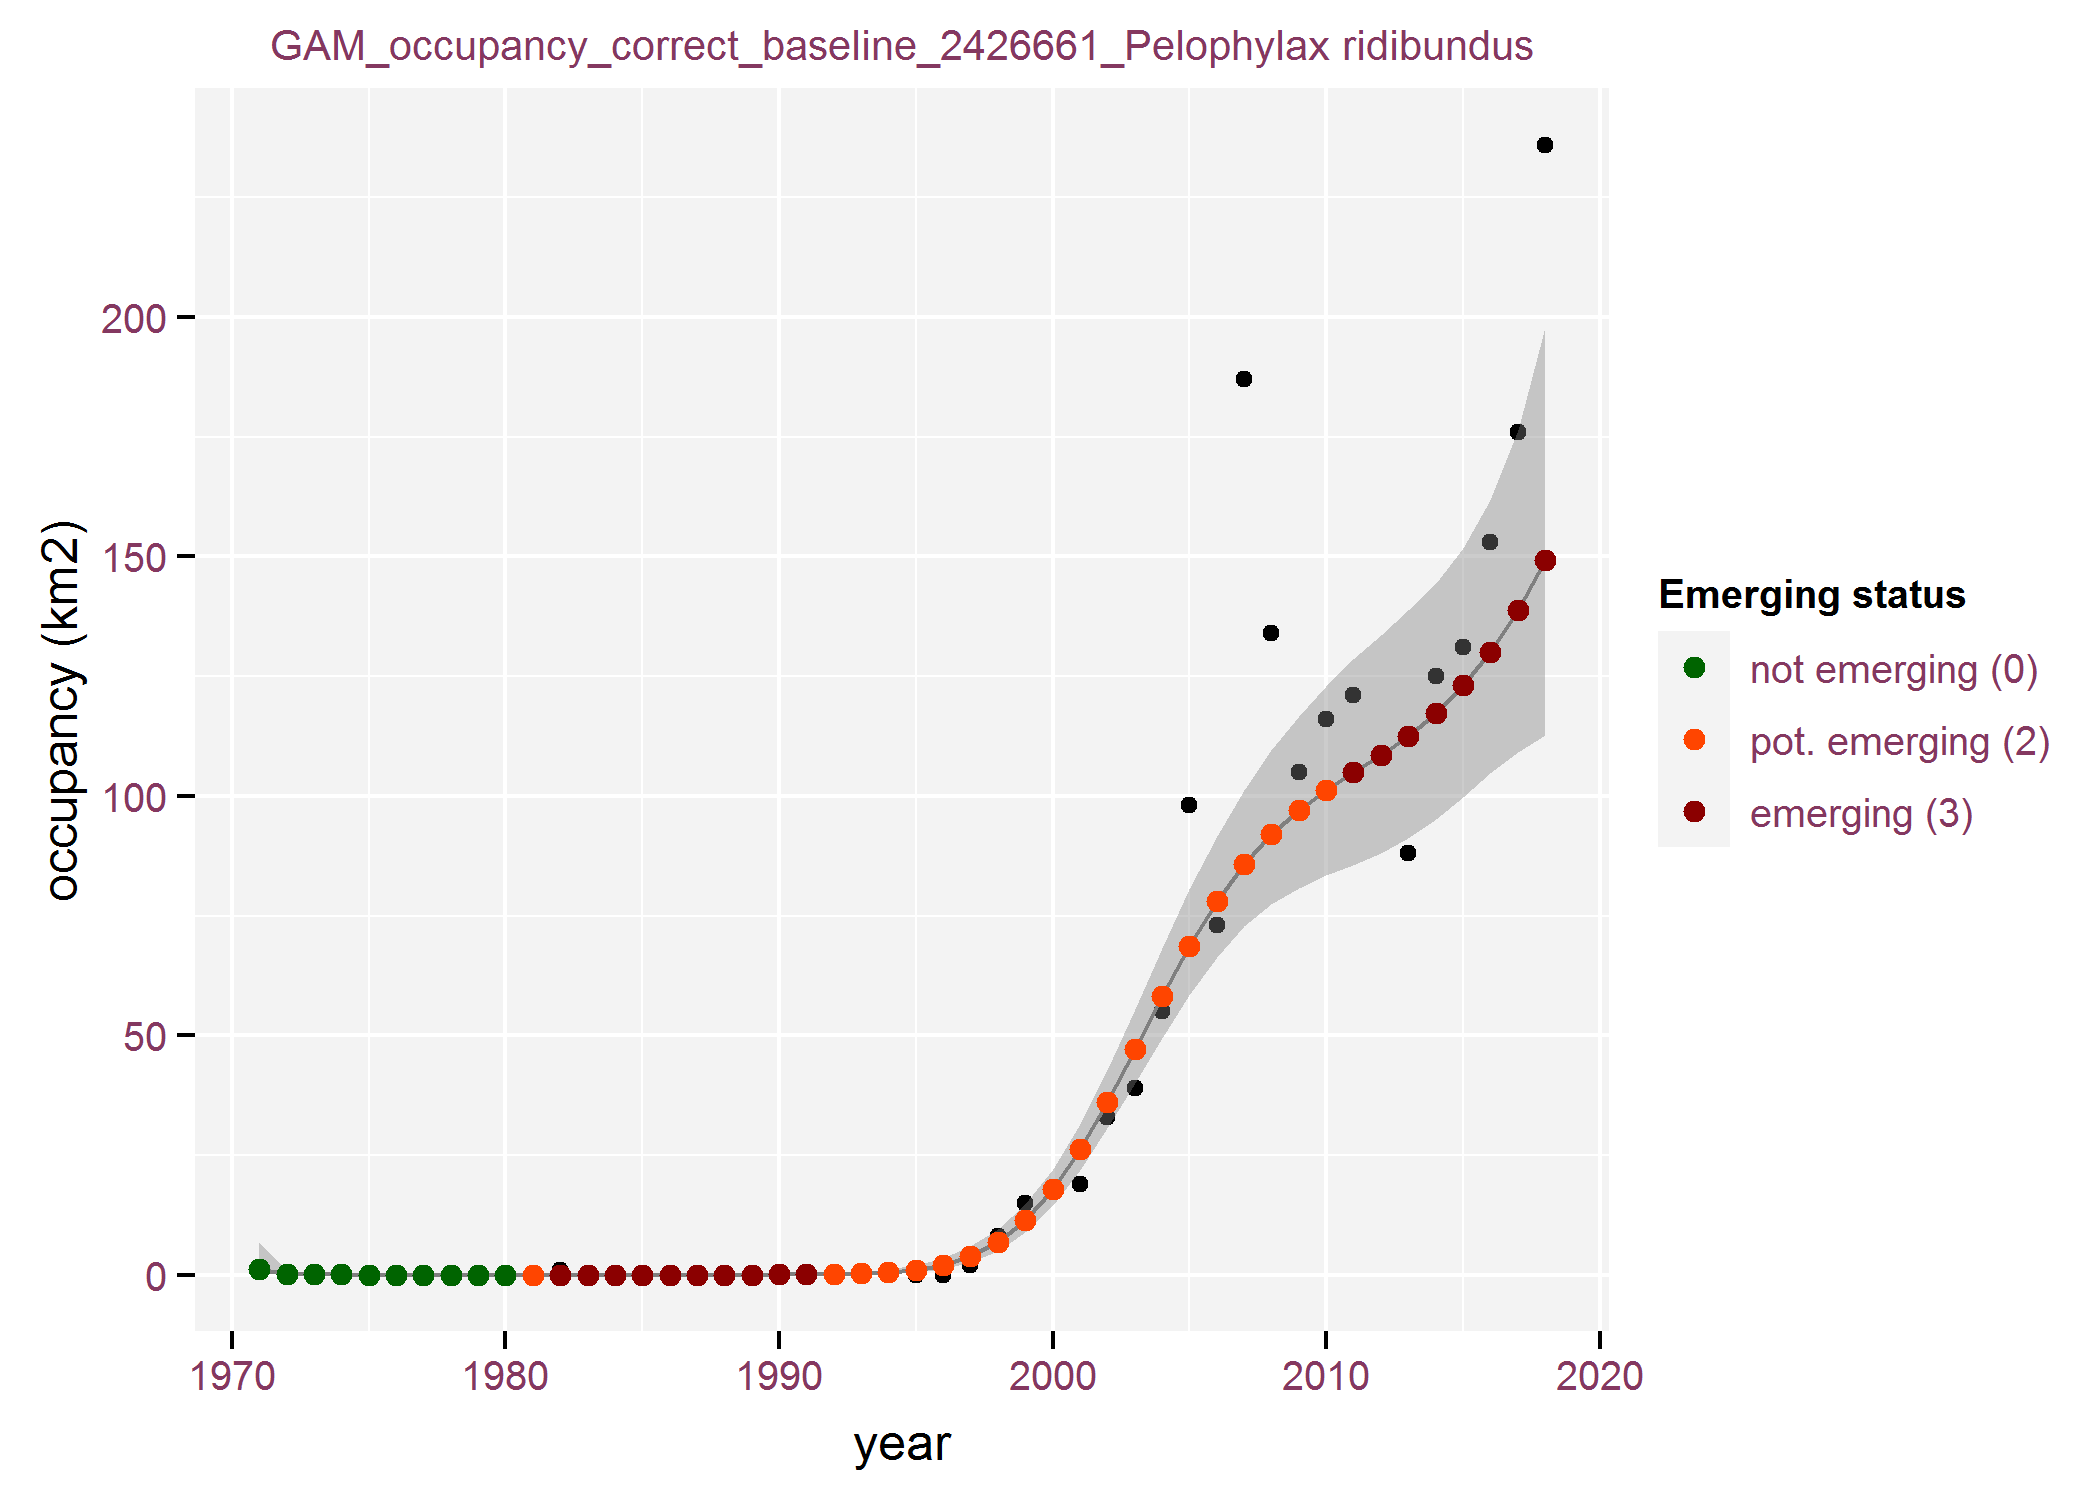 GAM_occupancy_correct_baseline_2426661_Pelophylax ridibundus
occupancy (km2)
200
150
100
50
0
1970 1980 1990 2000 2010 2020
year
Emerging status
not emerging (0)
pot. emerging (2)
emerging (3)